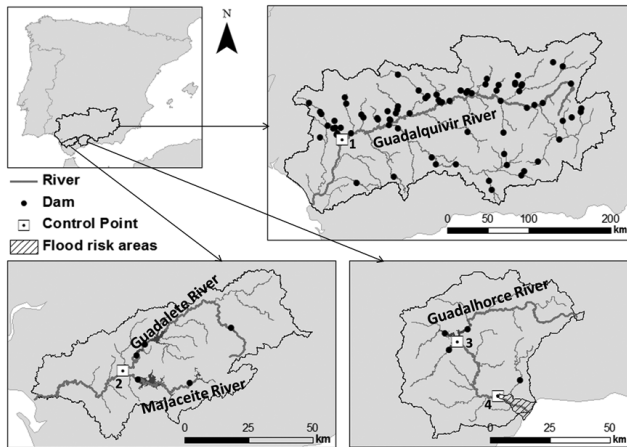 N
Guadalquivir River
1
River
Dam
Control Point
Flood risk areas
0 50 100 200
km
Guadalete River
2
Majaceite River
0 25 50
km
Guadalhorce River
3
4
0 25 50
km